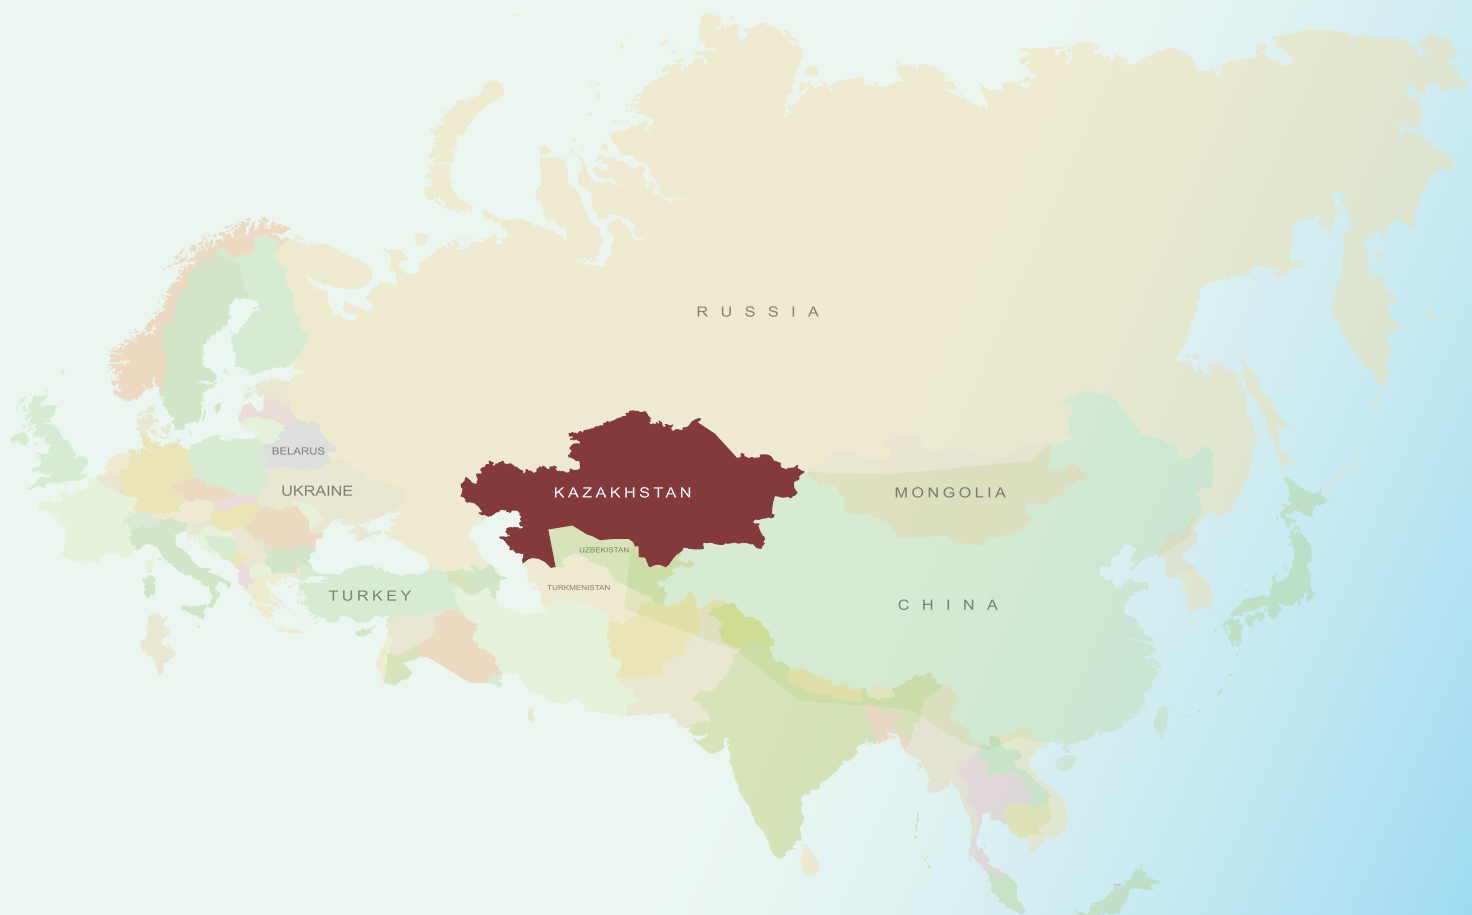 RUSSIA
BELARUS
UKRAINE
KAZAKHSTAN
MONGOLIA
UZBEKISTAN
TURKMENISTAN
TURKEY
CHINA